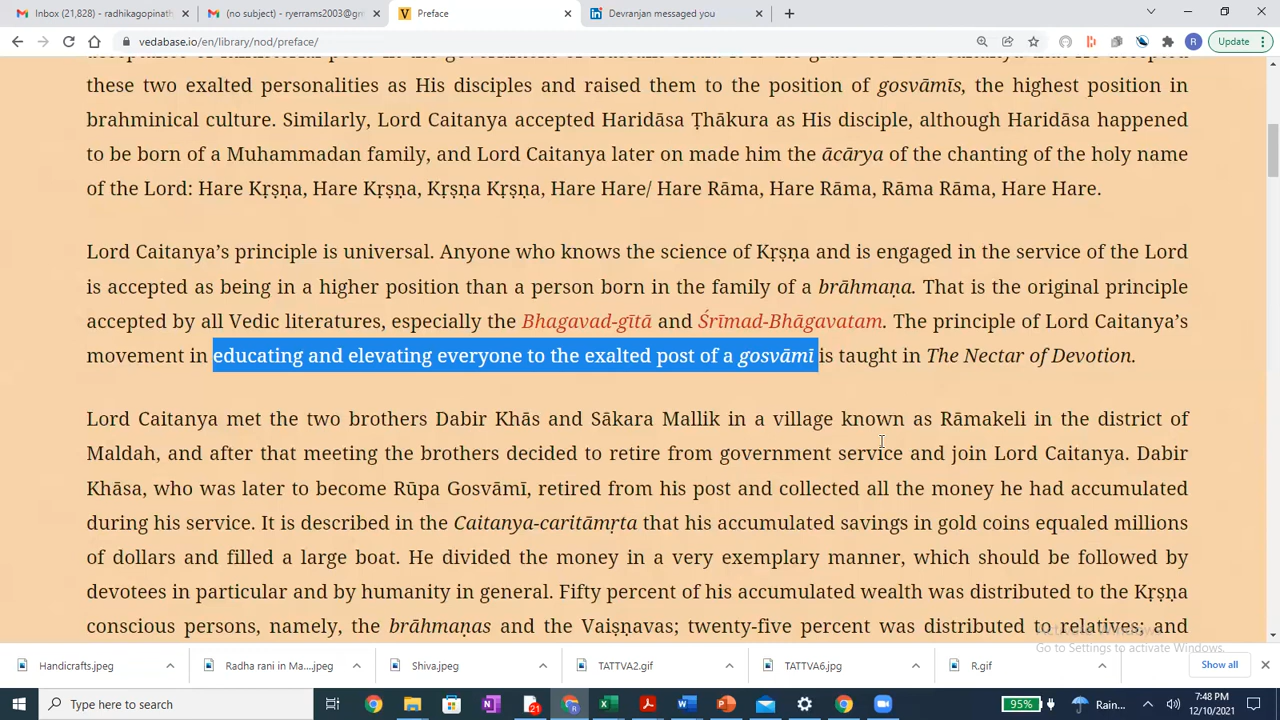 Inbox (21,828) - radhikagopinath
(no subject) - ryerrams2003@gm
Preface
Devranjan messaged you
vedabase.io/en/library/nod/preface/
R
Update
these two exalted personalities as His disciples and raised them to the position of gosvāmīs, the highest position in
brahminical culture. Similarly, Lord Caitanya accepted Haridāsa Ṭhākura as His disciple, although Haridāsa happened
to be born of a Muhammadan family, and Lord Caitanya later on made him the ācārya of the chanting of the holy name
of the Lord: Hare Kṛṣṇa, Hare Kṛṣṇa, Kṛṣṇa Kṛṣṇa, Hare Hare/ Hare Rāma, Hare Rāma, Rāma Rāma, Hare Hare.
Lord Caitanya’s principle is universal. Anyone who knows the science of Kṛṣṇa and is engaged in the service of the Lord
is accepted as being in a higher position than a person born in the family of a brāhmaṇa. That is the original principle
accepted by all Vedic literatures, especially the Bhagavad-gītā and Śrīmad-Bhāgavatam. The principle of Lord Caitanya’s
movement in educating and elevating everyone to the exalted post of a gosvāmī is taught in The Nectar of Devotion.
Lord Caitanya met the two brothers Dabir Khās and Sākara Mallik in a village known as Rāmakeli in the district of
Maldah, and after that meeting the brothers decided to retire from government service and join Lord Caitanya. Dabir
Khāsa, who was later to become Rūpa Gosvāmī, retired from his post and collected all the money he had accumulated
during his service. It is described in the Caitanya-caritāmṛta that his accumulated savings in gold coins equaled millions
of dollars and filled a large boat. He divided the money in a very exemplary manner, which should be followed by
devotees in particular and by humanity in general. Fifty percent of his accumulated wealth was distributed to the Kṛṣṇa
conscious persons, namely, the brāhmaṇas and the Vaiṣṇavas; twenty-five percent was distributed to relatives; and
Activate Windows
Go to Settings to activate Windows.
Handicrafts.jpeg
Radha rani in Ma....jpeg
Shiva.jpeg
TATTVA2.gif
TATTVA6.jpg
R.gif
Show all
Type here to search
21
95%
Rain...
7:48 PM
12/10/2021